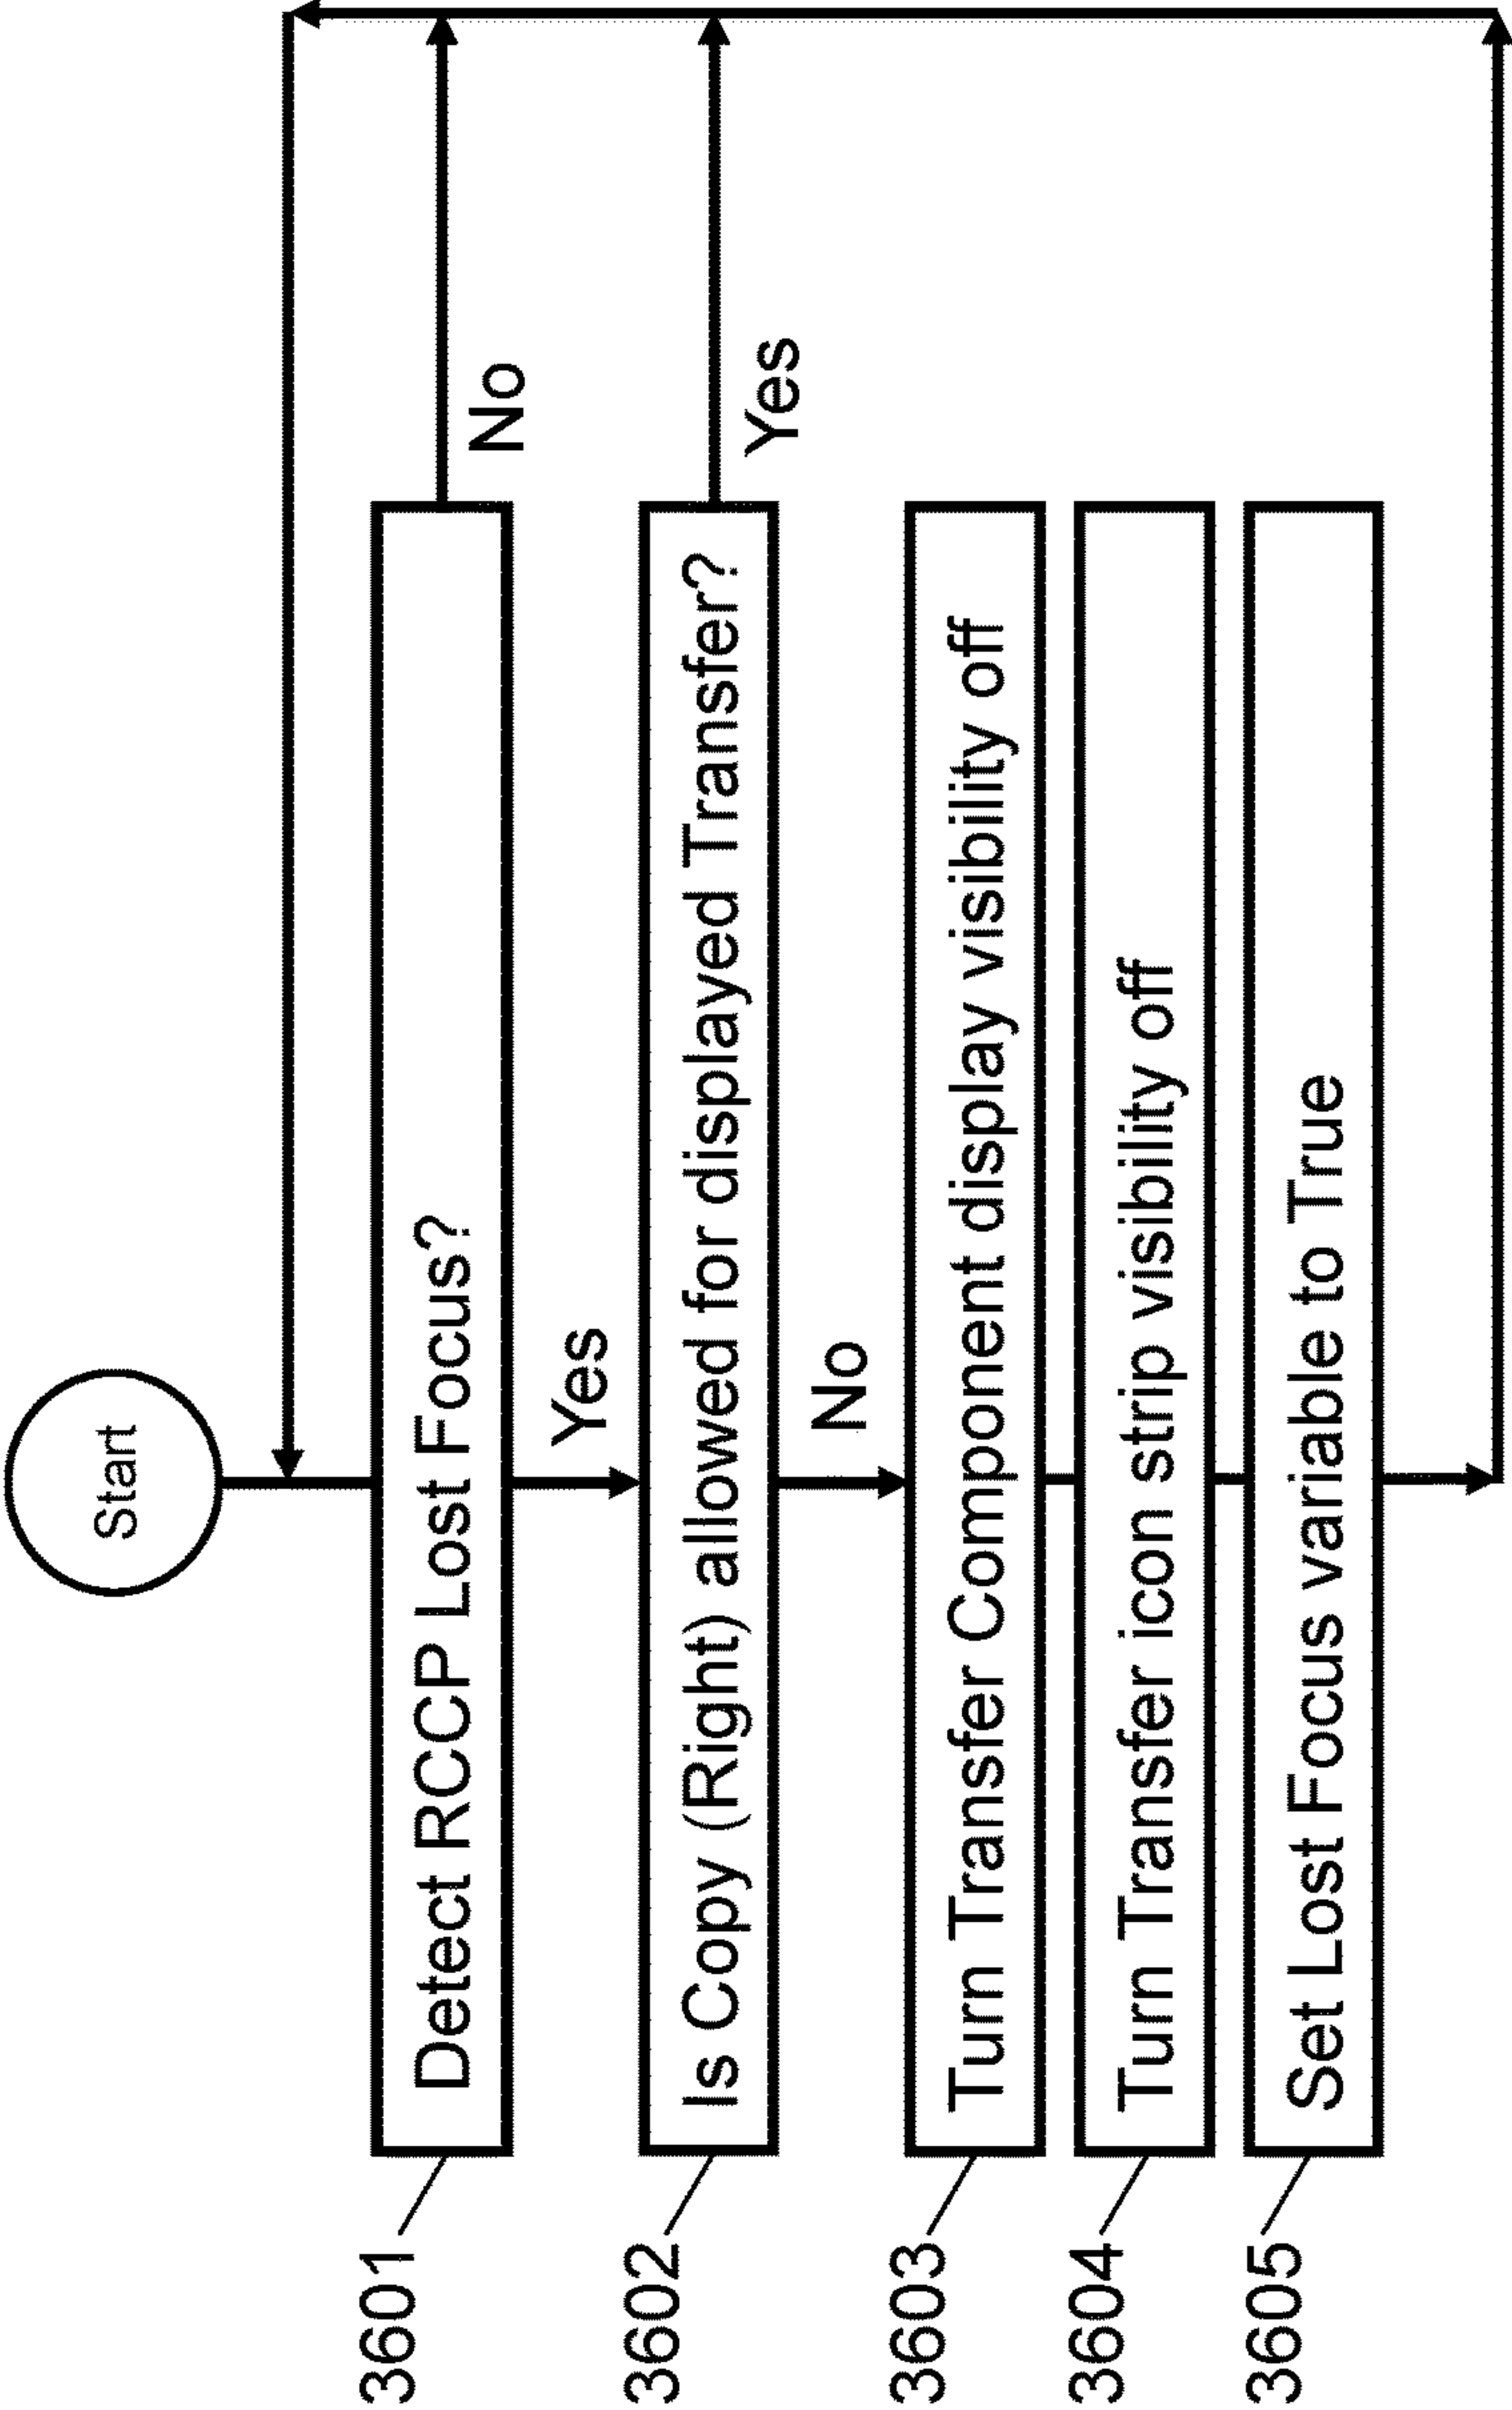 Start
3601
Detect RCCP Lost Focus?
No
Yes
3602
Is Copy (Right) allowed for displayed Transfer?
Yes
No
3603
Turn Transfer Component display visibility off
3604
Turn Transfer icon strip visibility off
3605
Set Lost Focus variable to True